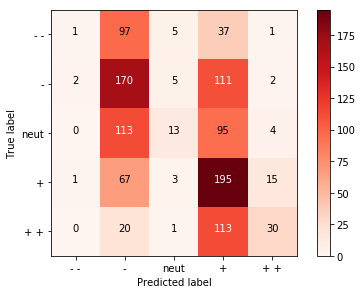 - - 1 97 5 37 1
- 2 170 5 111 2
neut 0 113 13 95 4
+ 1 67 3 195 15
+ + 0 20 1 113 30
- - - neut + + +
Predicted label
True label
175
150
125
100
75
50
25
0